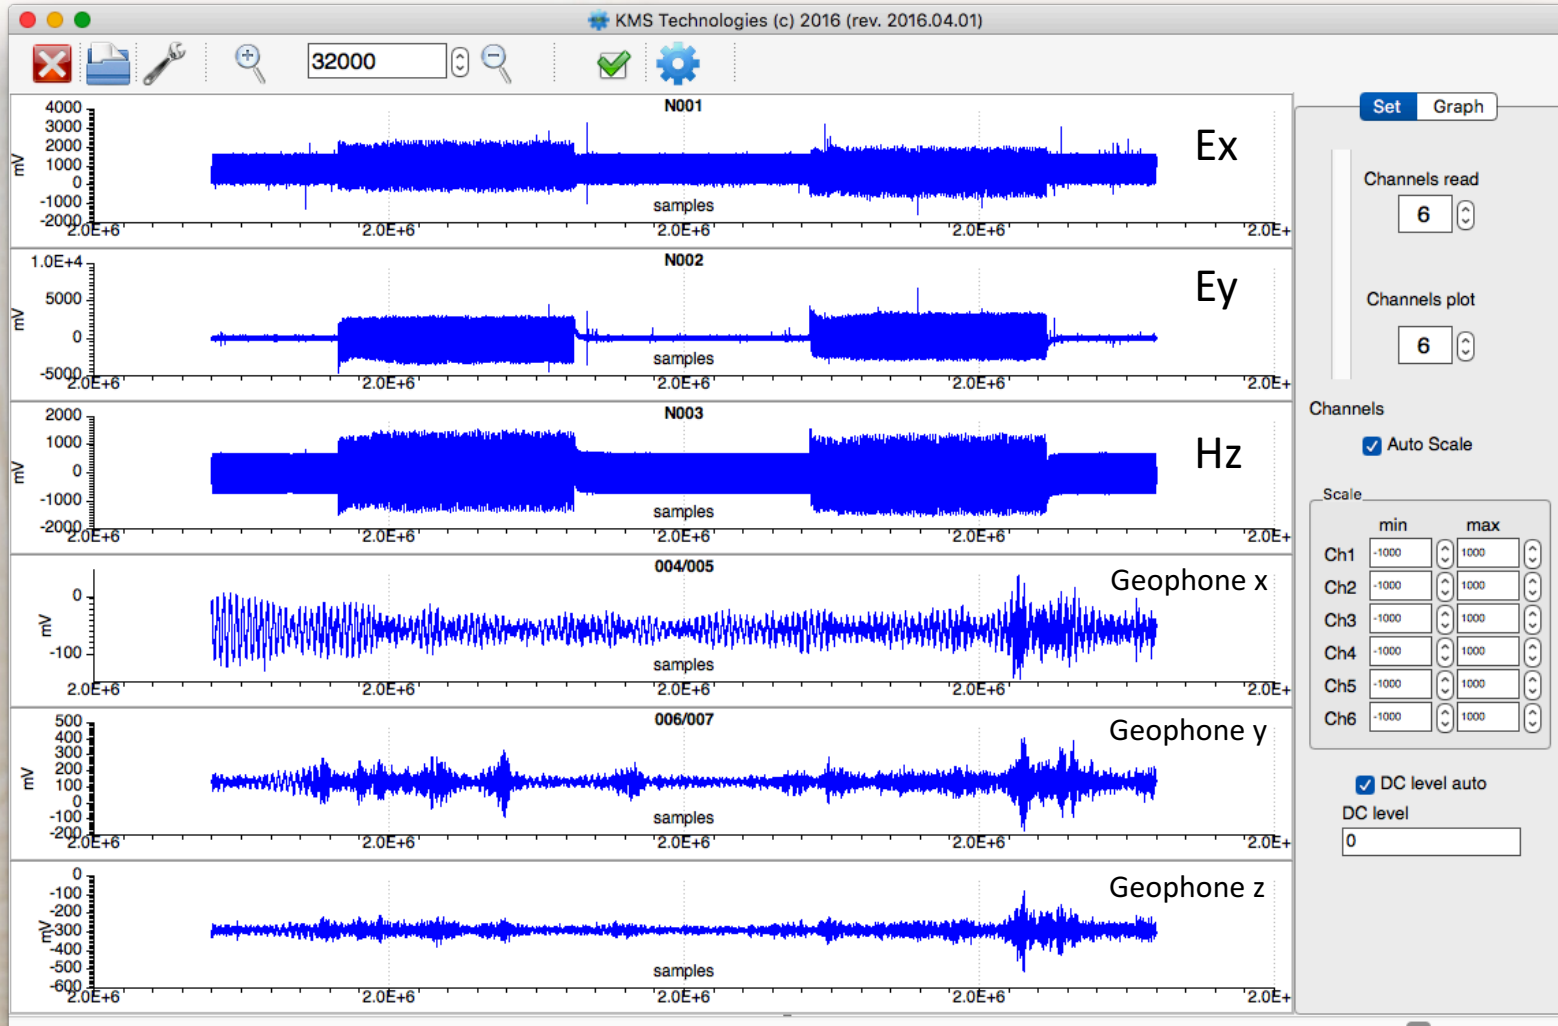 KMS Technologies (c) 2016 (rev. 2016.04.01)
32000
Set Graph
N001
4000
3000
2000
1000
0
-1000
-2000
mV
Ex
samples
2.0E+6 2.0E+6 2.0E+6 2.0E+6 2.0E+
N002
1.0E+4
5000
0
-5000
mV
Ey
samples
2.0E+6 2.0E+6 2.0E+6 2.0E+6 2.0E+
N003
2000
1000
0
-1000
-2000
mV
Hz
samples
2.0E+6 2.0E+6 2.0E+6 2.0E+6 2.0E+
004/005
0
-100
mV
Geophone x
samples
2.0E+6 2.0E+6 2.0E+6 2.0E+6 2.0E+
006/007
500
400
300
200
100
0
-100
-200
mV
Geophone y
samples
2.0E+6 2.0E+6 2.0E+6 2.0E+6 2.0E+
0
-100
-200
-300
-400
-500
-600
mV
Geophone z
samples
2.0E+6 2.0E+6 2.0E+6 2.0E+6 2.0E+
Channels read
6
Channels plot
6
Channels
Auto Scale
Scale
min max
Ch1 -1000 1000
Ch2 -1000 1000
Ch3 -1000 1000
Ch4 -1000 1000
Ch5 -1000 1000
Ch6 -1000 1000
DC level auto
DC level
0